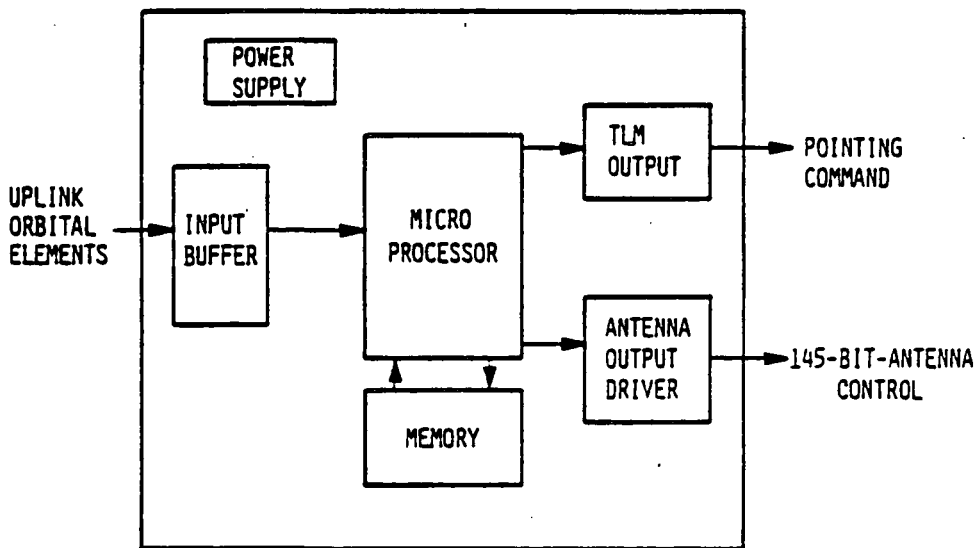 POWER
SUPPLY
UPLINK
ORBITAL
ELEMENTS
INPUT
BUFFER
MICRO
PROCESSOR
MEMORY
TLM
OUTPUT
POINTING
COMMAND
ANTENNA
OUTPUT
DRIVER
145-BIT-ANTENNA
CONTROL